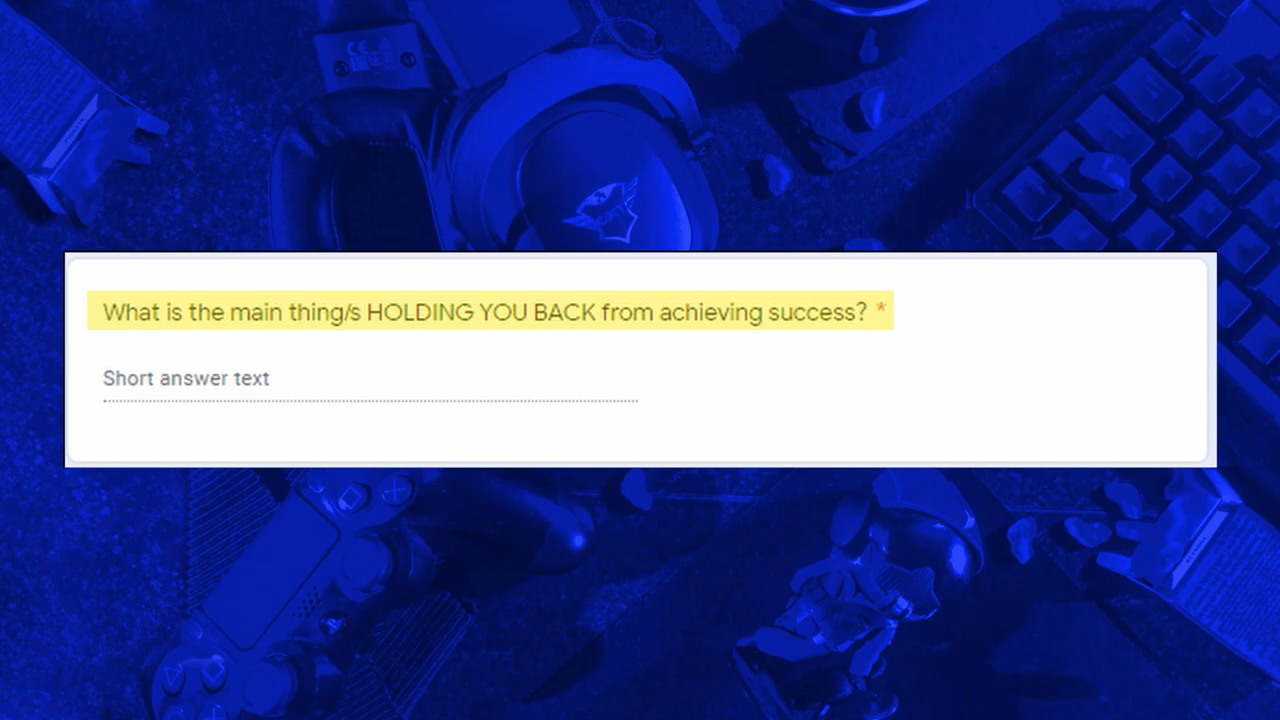 What is the main thing/s HOLDING YOU BACK from achieving success? *
Short answer text